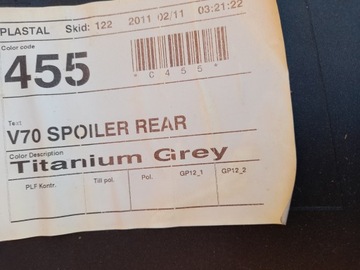 PLASTAL Skid: 122 2011 02/11 03:21:22
Color code
455
*C455*
Text
V70 SPOILER REAR
Color Description
Titanium Grey
PLF Kontr. Till pol. Pol. GP12_1 GP12_2